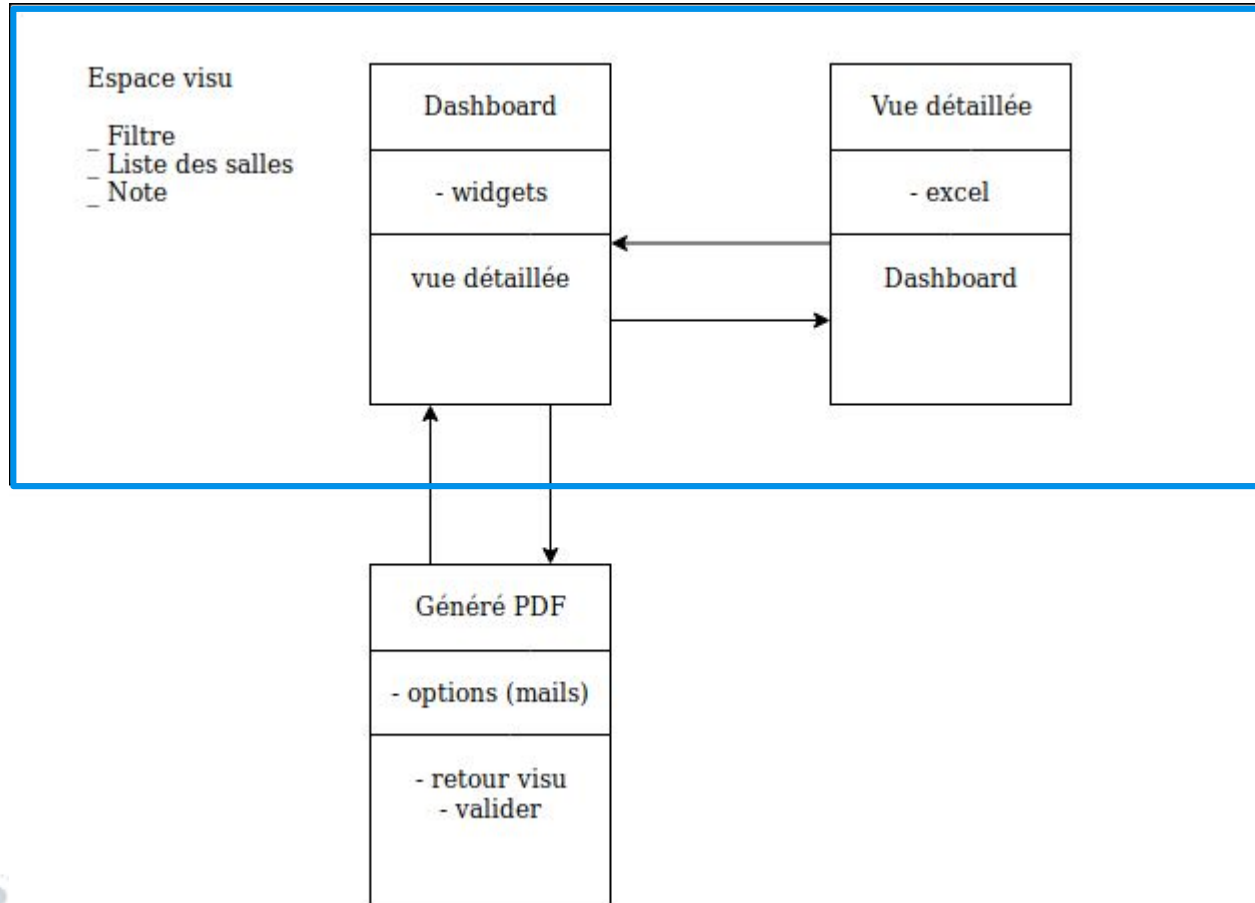 Espace visu
_ Filtre
_ Liste des salles
_ Note
Dashboard
- widgets
vue détaillée
Vue détaillée
- excel
Dashboard
Généré PDF
- options (mails)
- retour visu
- valider